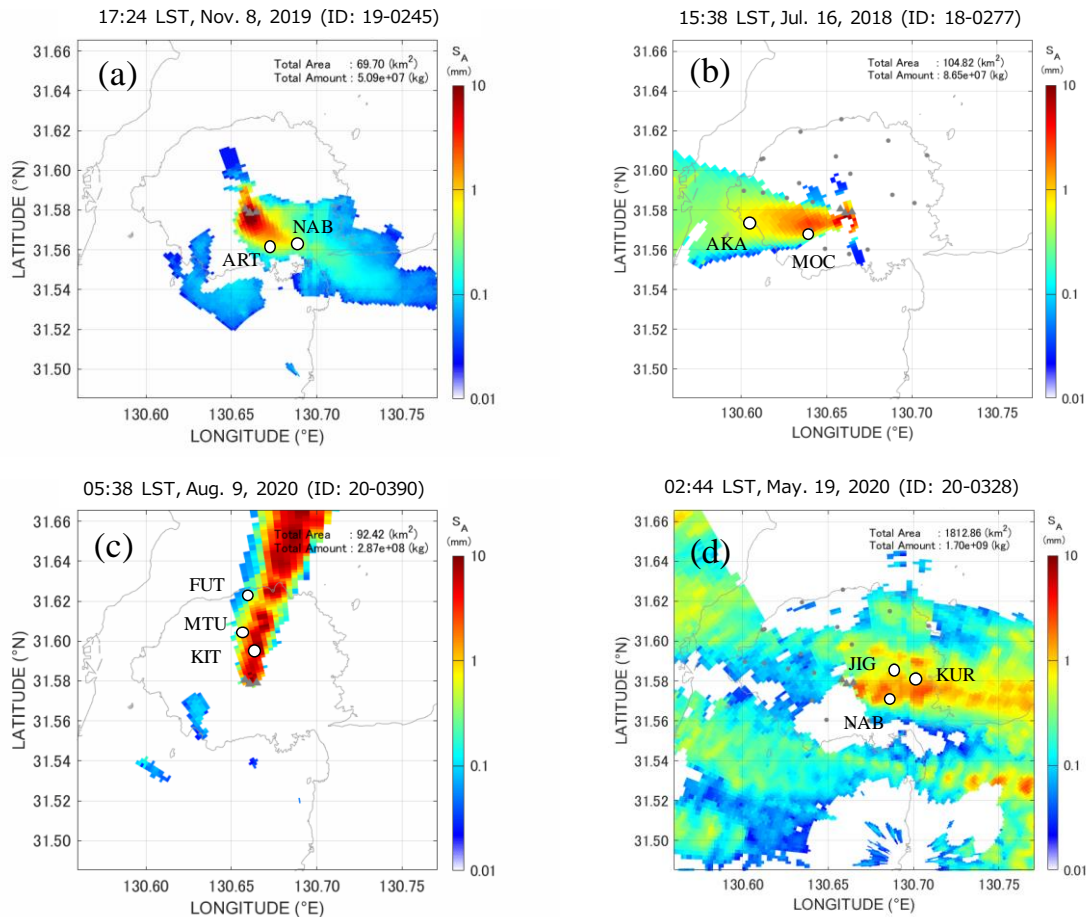 17:24 LST, Nov. 8, 2019 (ID: 19-0245)
(a)
Total Area : 69.70 (km²)
Total Amount : 5.09e+07 (kg)
S_A
(mm)
31.66
31.64
31.62
31.60
31.58
31.56
31.54
31.52
31.50
LATITUDE (°N)
NAB
ART
10
1
0.1
0.01
130.60
130.65
130.70
130.75
LONGITUDE (°E)
15:38 LST, Jul. 16, 2018 (ID: 18-0277)
(b)
Total Area : 104.82 (km²)
Total Amount : 8.65e+07 (kg)
S_A
(mm)
31.66
31.64
31.62
31.60
31.58
31.56
31.54
31.52
31.50
LATITUDE (°N)
AKA
MOC
10
1
0.1
0.01
130.60
130.65
130.70
130.75
LONGITUDE (°E)
05:38 LST, Aug. 9, 2020 (ID: 20-0390)
(c)
Total Area : 92.42 (km²)
Total Amount : 2.87e+08 (kg)
S_A
(mm)
31.66
31.64
31.62
31.60
31.58
31.56
31.54
31.52
31.50
LATITUDE (°N)
FUT
MTU
KIT
10
1
0.1
0.01
130.60
130.65
130.70
130.75
LONGITUDE (°E)
02:44 LST, May. 19, 2020 (ID: 20-0328)
(d)
Total Area : 1812.86 (km²)
Total Amount : 1.70e+09 (kg)
S_A
(mm)
31.66
31.64
31.62
31.60
31.58
31.56
31.54
31.52
31.50
LATITUDE (°N)
JIG
KUR
NAB
10
1
0.1
0.01
130.60
130.65
130.70
130.75
LONGITUDE (°E)